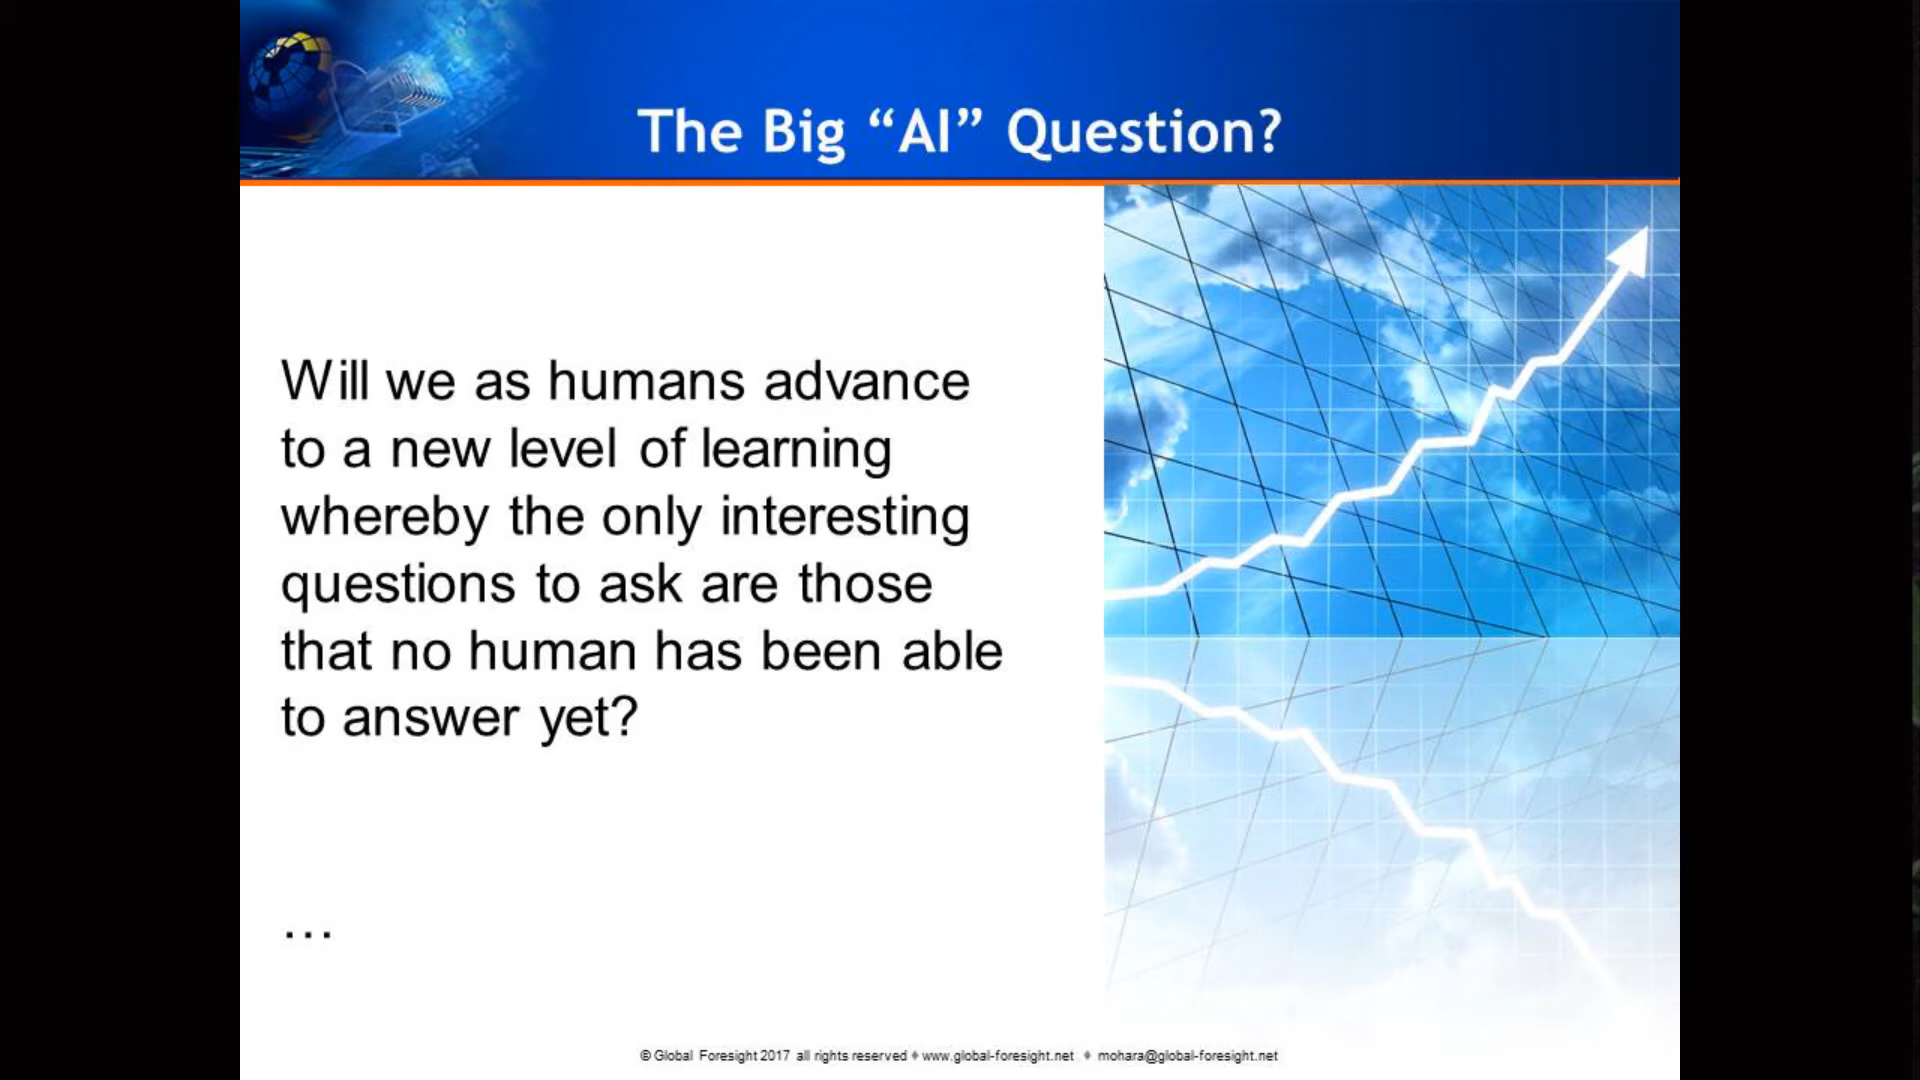 The Big “AI” Question?
Will we as humans advance
to a new level of learning
whereby the only interesting
questions to ask are those
that no human has been able
to answer yet?
…
© Global Foresight 2017 all rights reserved ♦ www.global-foresight.net ♦ mohara@global-foresight.net